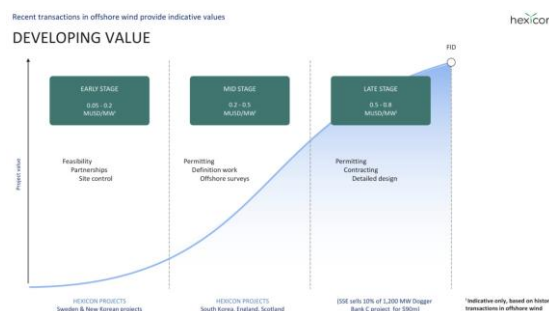 Recent transactions in offshore wind provide indicative values
hexicon
DEVELOPING VALUE
FID
EARLY STAGE
0.05 - 0.2
MUSD/MW¹
MID STAGE
0.2 - 0.5
MUSD/MW¹
LATE STAGE
0.5 - 0.8
MUSD/MW¹
Project value
Feasibility
Partnerships
Site control
Permitting
Definition work
Offshore surveys
Permitting
Contracting
Detailed design
HEXICON PROJECTS
Sweden & New Korean projects
HEXICON PROJECTS
South Korea, England, Scotland
(SSE sells 10% of 1,200 MW Dogger
Bank C project for $90m)
¹Indicative only, based on
transactions in offshore wind